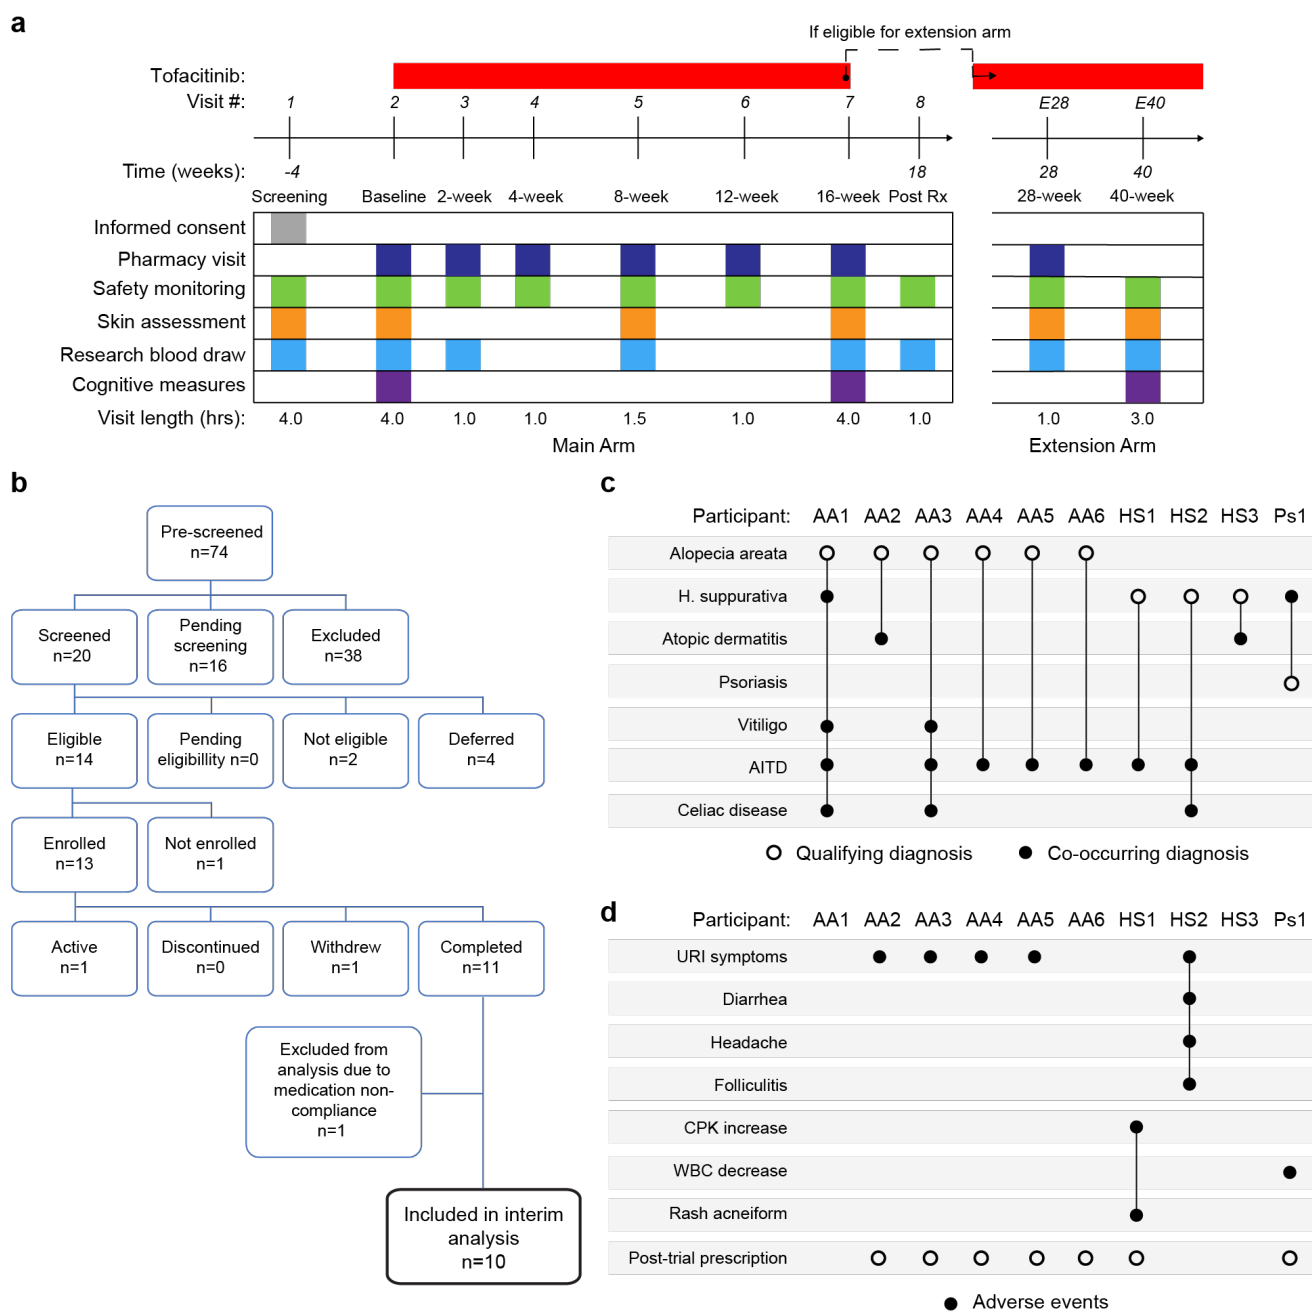 a
If eligible for extension arm
Tofacitinib:
Visit #: 1 2 3 4 5 6 7 8 E28 E40
Time (weeks): -4 18 28 40
Screening Baseline 2-week 4-week 8-week 12-week 16-week Post Rx 28-week 40-week
Informed consent
Pharmacy visit
Safety monitoring
Skin assessment
Research blood draw
Cognitive measures
Visit length (hrs): 4.0 4.0 1.0 1.0 1.5 1.0 4.0 1.0 1.0 3.0
Main Arm Extension Arm
b
Pre-screened
n=74
Screened
n=20
Pending
screening
n=16
Excluded
n=38
Eligible
n=14
Pending
eligibillity n=0
Not eligible
n=2
Deferred
n=4
Enrolled
n=13
Not enrolled
n=1
Active
n=1
Discontinued
n=0
Withdrew
n=1
Completed
n=11
Excluded from
analysis due to
medication non-
compliance
n=1
Included in interim
analysis
n=10
c
Participant: AA1 AA2 AA3 AA4 AA5 AA6 HS1 HS2 HS3 Ps1
Alopecia areata
H. suppurativa
Atopic dermatitis
Psoriasis
Vitiligo
AITD
Celiac disease
Qualifying diagnosis Co-occurring diagnosis
d
Participant: AA1 AA2 AA3 AA4 AA5 AA6 HS1 HS2 HS3 Ps1
URI symptoms
Diarrhea
Headache
Folliculitis
CPK increase
WBC decrease
Rash acneiform
Post-trial prescription
Adverse events